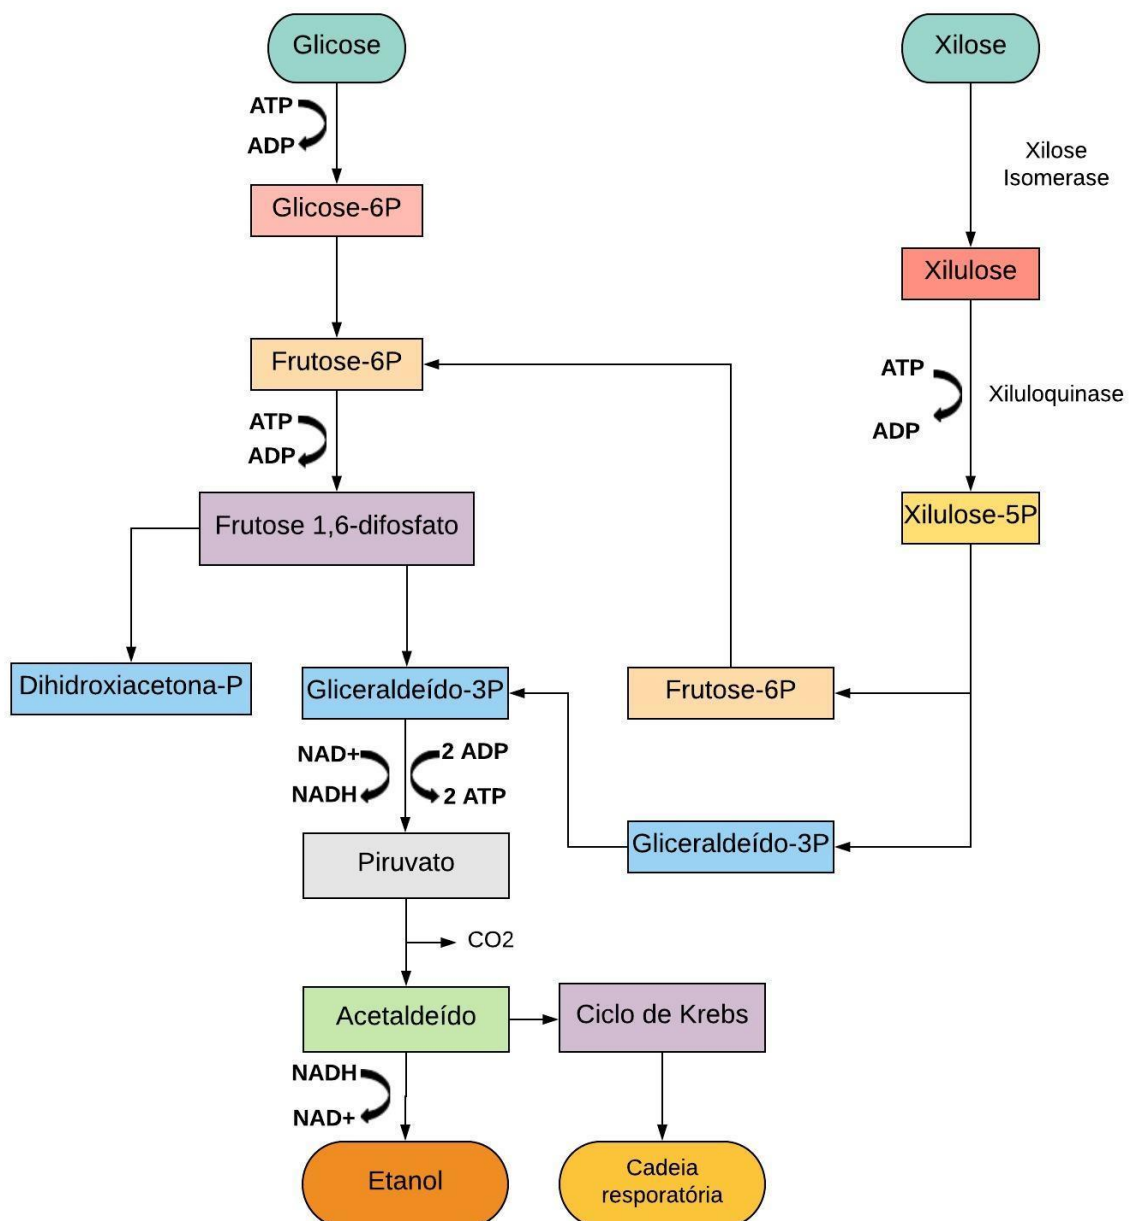 Glicose
Xilose
ATP
ADP
Xilose
Isomerase
Glicose-6P
Xilulose
Frutose-6P
ATP
Xiluloquinase
ADP
ATP
ADP
Frutose 1,6-difosfato
Xilulose-5P
Dihidroxiacetona-P
Gliceraldeído-3P
Frutose-6P
NAD+
2 ADP
NADH
2 ATP
Gliceraldeído-3P
Piruvato
CO2
Acetaldeído
Ciclo de Krebs
NADH
NAD+
Etanol
Cadeia
resporatória